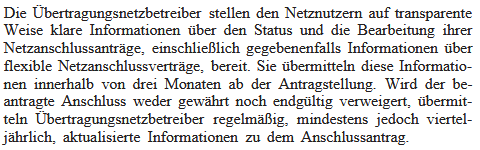 Die Übertragungsnetzbetreiber stellen den Netznutzern auf transparente
Weise klare Informationen über den Status und die Bearbeitung ihrer
Netzanschlussanträge, einschließlich gegebenenfalls Informationen über
flexible Netzanschlussverträge, bereit. Sie übermitteln diese Informatio-
nen innerhalb von drei Monaten ab der Antragstellung. Wird der be-
antragte Anschluss weder gewährt noch endgültig verweigert, übermit-
teln Übertragungsnetzbetreiber regelmäßig, mindestens jedoch viertel-
jährlich, aktualisierte Informationen zu dem Anschlussantrag.